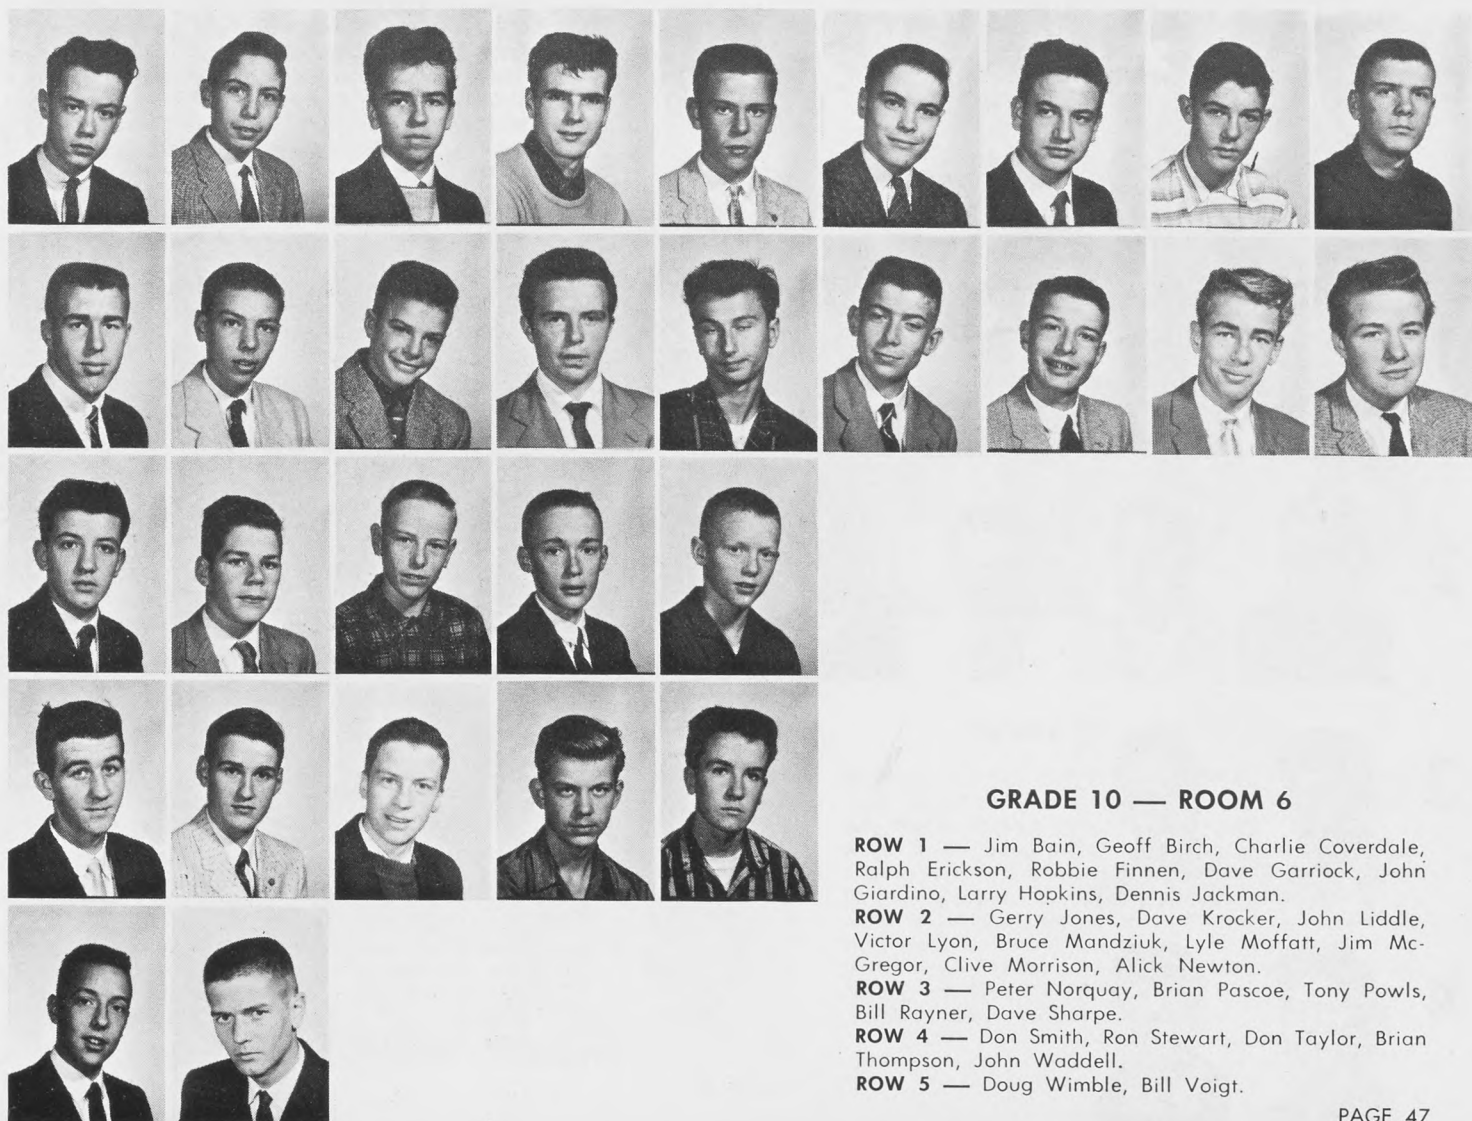 GRADE 10 — ROOM 6
ROW 1 — Jim Bain, Geoff Birch, Charlie Coverdale,
Ralph Erickson, Robbie Finnen, Dave Garriock, John
Giardino, Larry Hopkins, Dennis Jackman.
ROW 2 — Gerry Jones, Dave Krocker, John Liddle,
Victor Lyon, Bruce Mandziuk, Lyle Moffatt, Jim Mc-
Gregor, Clive Morrison, Alick Newton.
ROW 3 — Peter Norquay, Brian Pascoe, Tony Powls,
Bill Rayner, Dave Sharpe.
ROW 4 — Don Smith, Ron Stewart, Don Taylor, Brian
Thompson, John Waddell.
ROW 5 — Doug Wimble, Bill Voigt.
PAGE 47